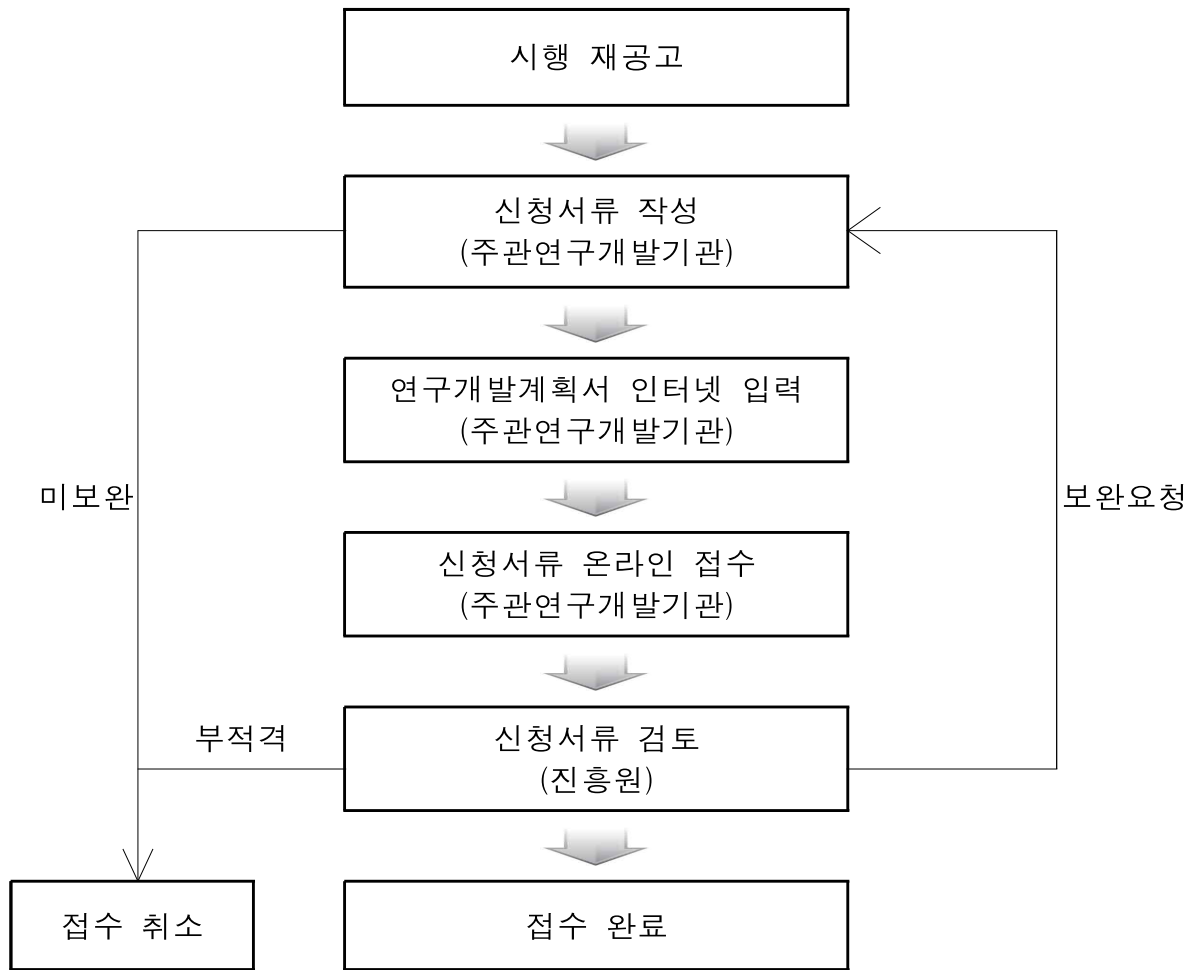 시행 재공고
신청서류 작성
(주관연구개발기관)
연구개발계획서 인터넷 입력
(주관연구개발기관)
미보완
보완요청
신청서류 온라인 접수
(주관연구개발기관)
부적격
신청서류 검토
(진흥원)
접수 취소
접수 완료